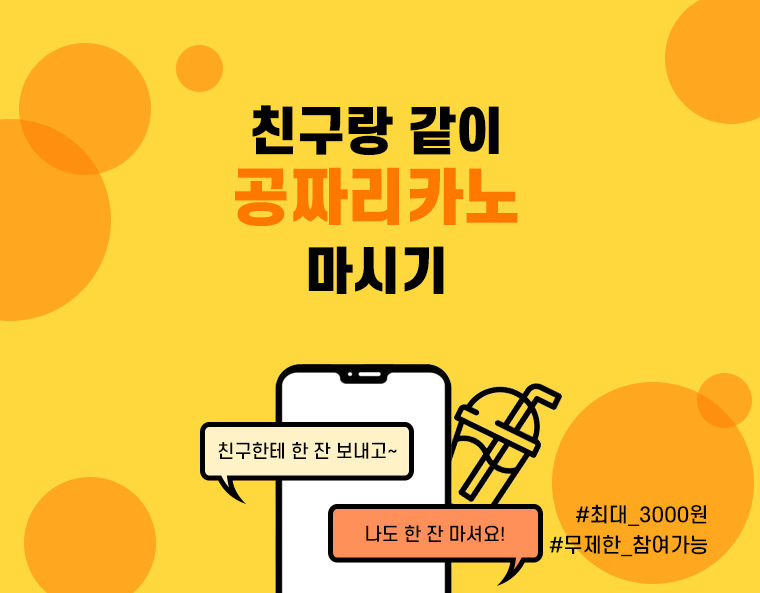 친구랑 같이
공짜리카노
마시기
친구한테 한 잔 보내고~
나도 한 잔 마셔요!
#최대_3000원
#무제한_참여가능